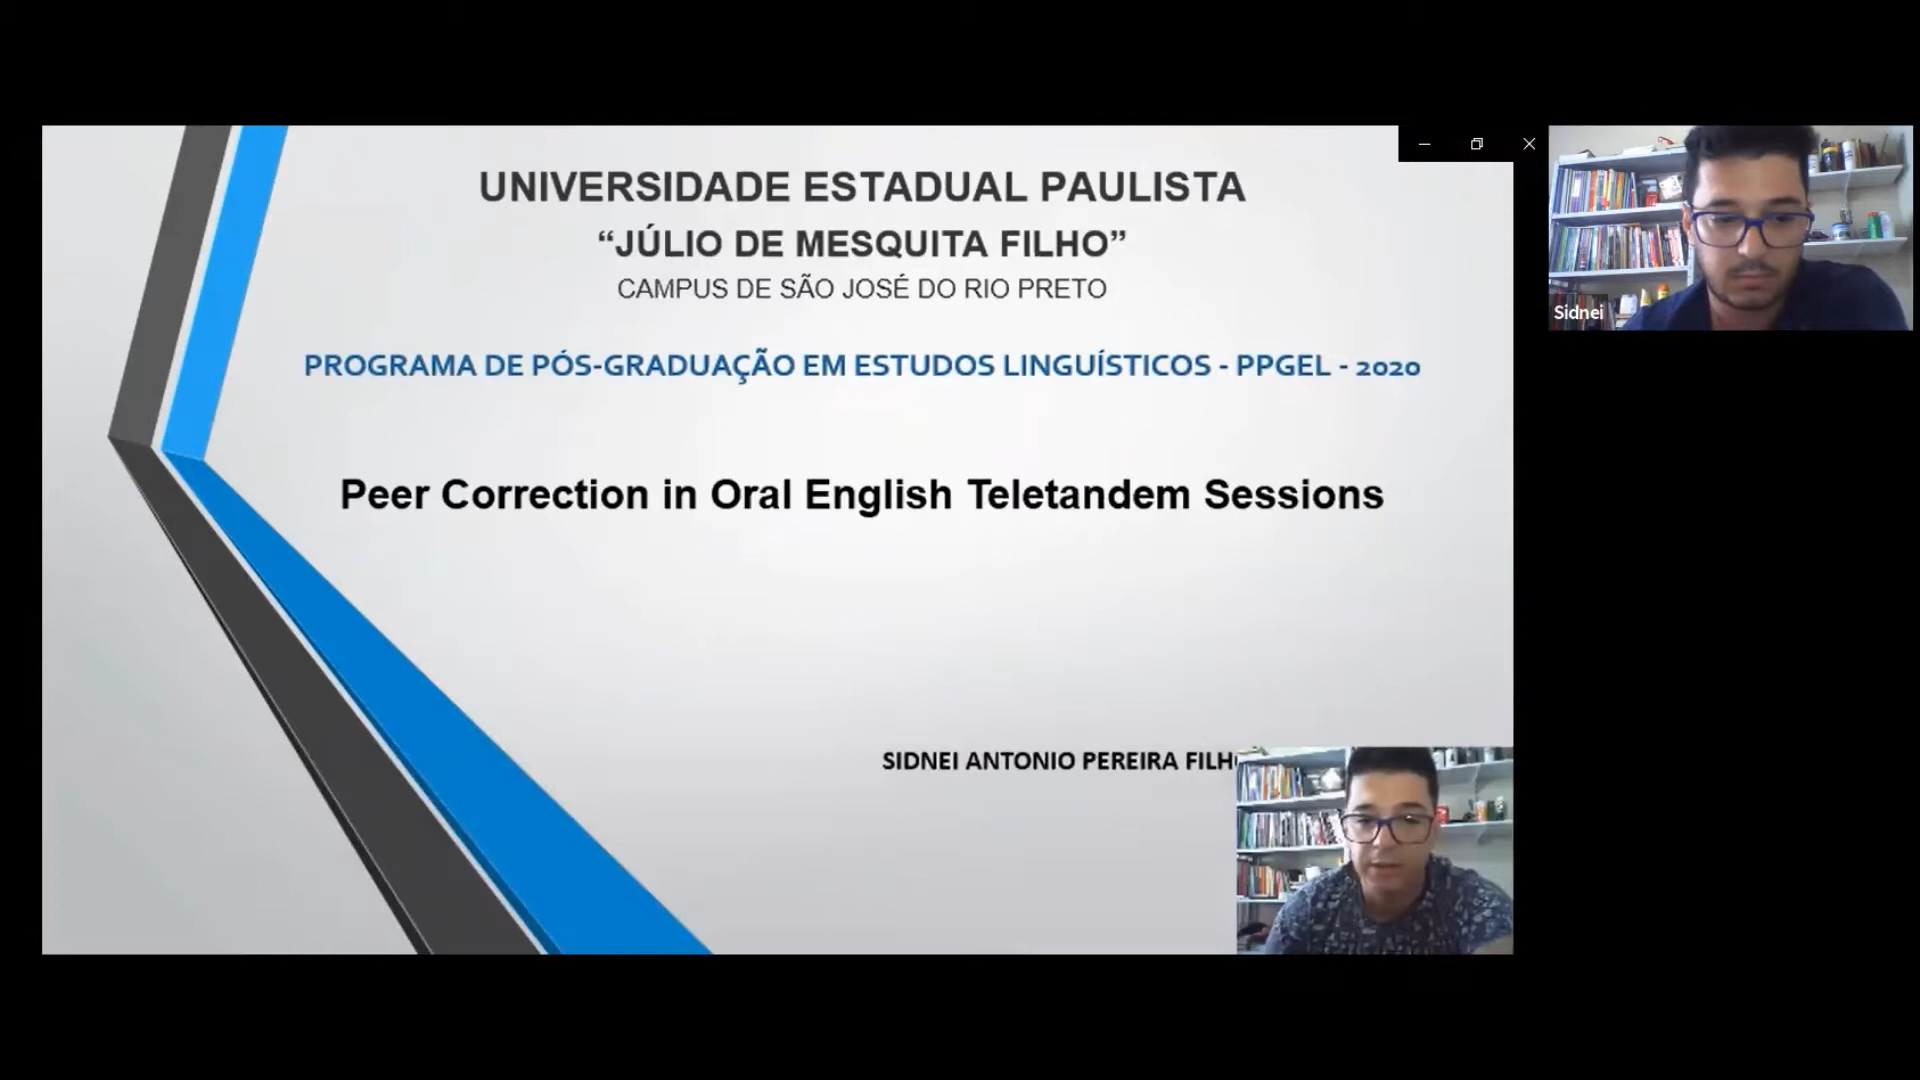 UNIVERSIDADE ESTADUAL PAULISTA
“JÚLIO DE MESQUITA FILHO”
CAMPUS DE SÃO JOSÉ DO RIO PRETO
PROGRAMA DE PÓS-GRADUAÇÃO EM ESTUDOS LINGUÍSTICOS - PPGEL - 2020
Peer Correction in Oral English Teletandem Sessions
SIDNEI ANTONIO PEREIRA
Sidnei